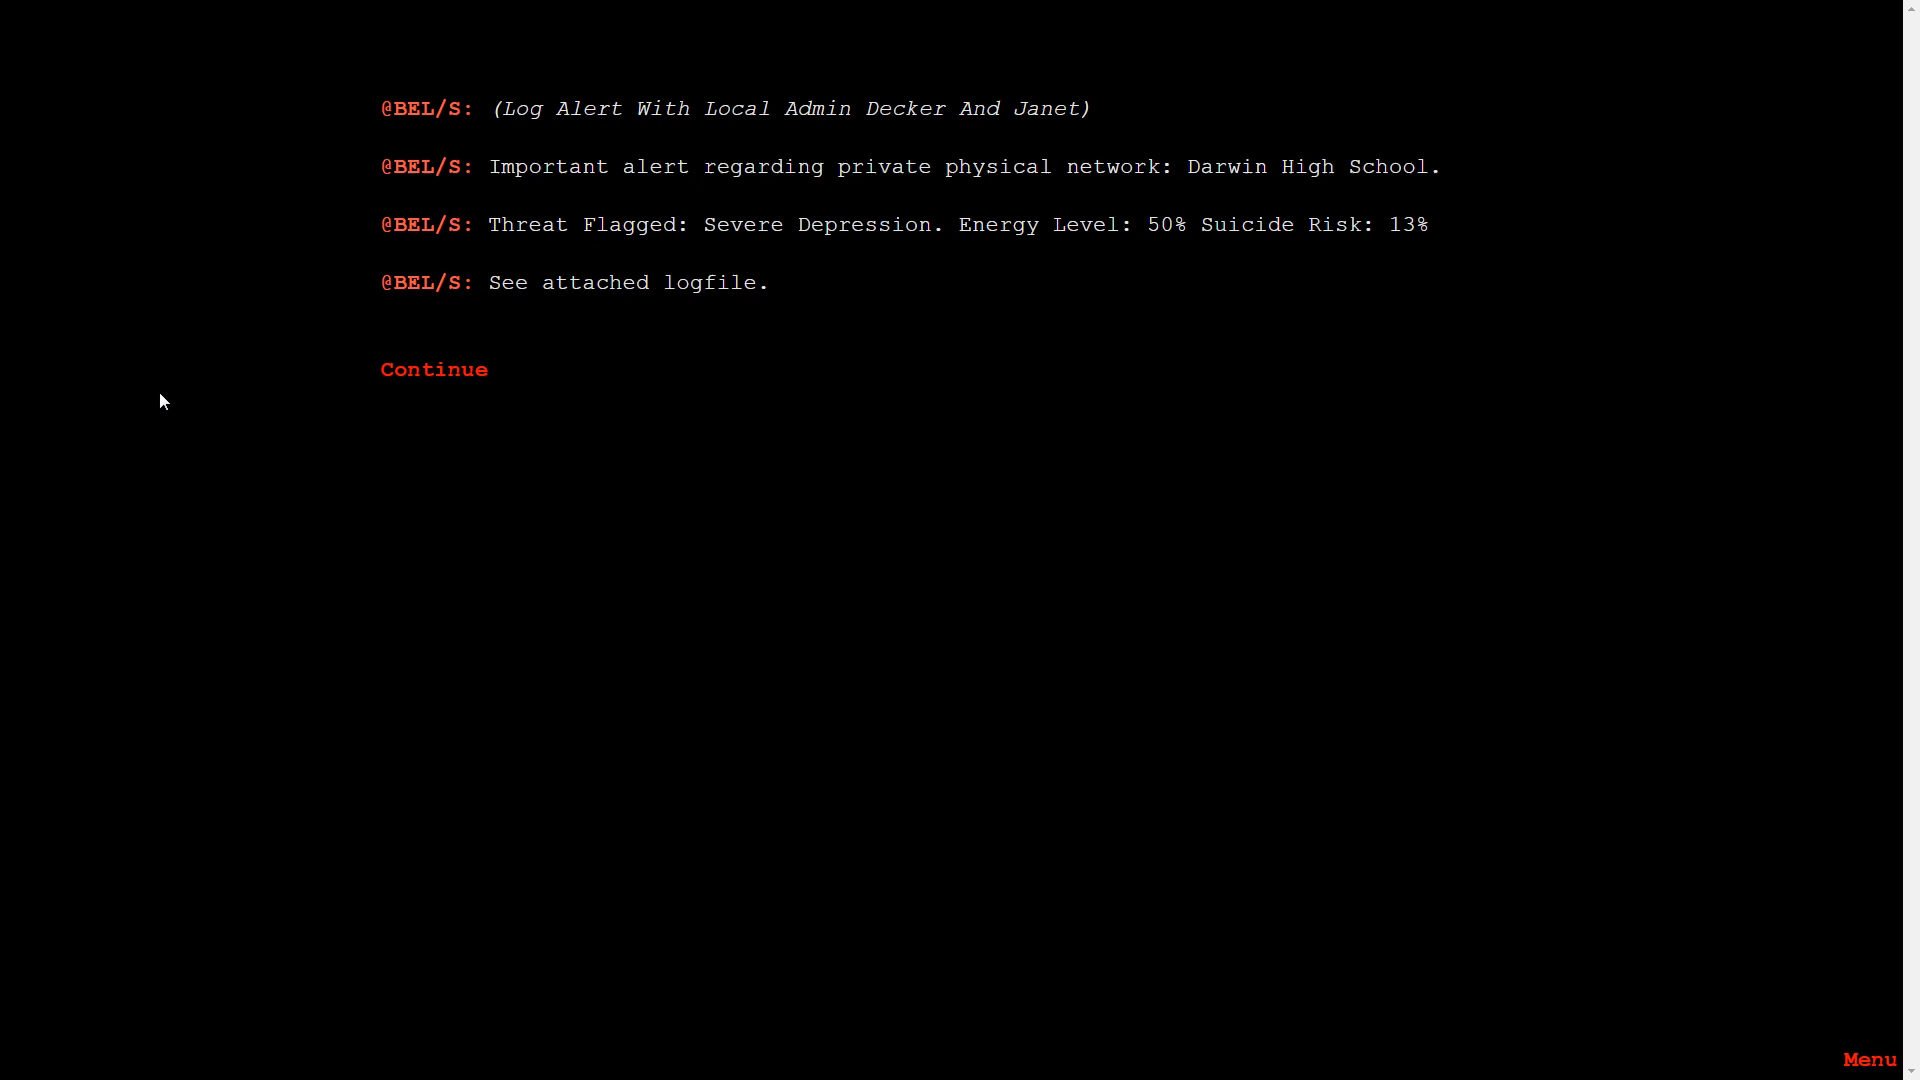 @BEL/S: (Log Alert With Local Admin Decker And Janet)
@BEL/S: Important alert regarding private physical network: Darwin High School.
@BEL/S: Threat Flagged: Severe Depression. Energy Level: 50% Suicide Risk: 13%
@BEL/S: See attached logfile.
Continue
Menu